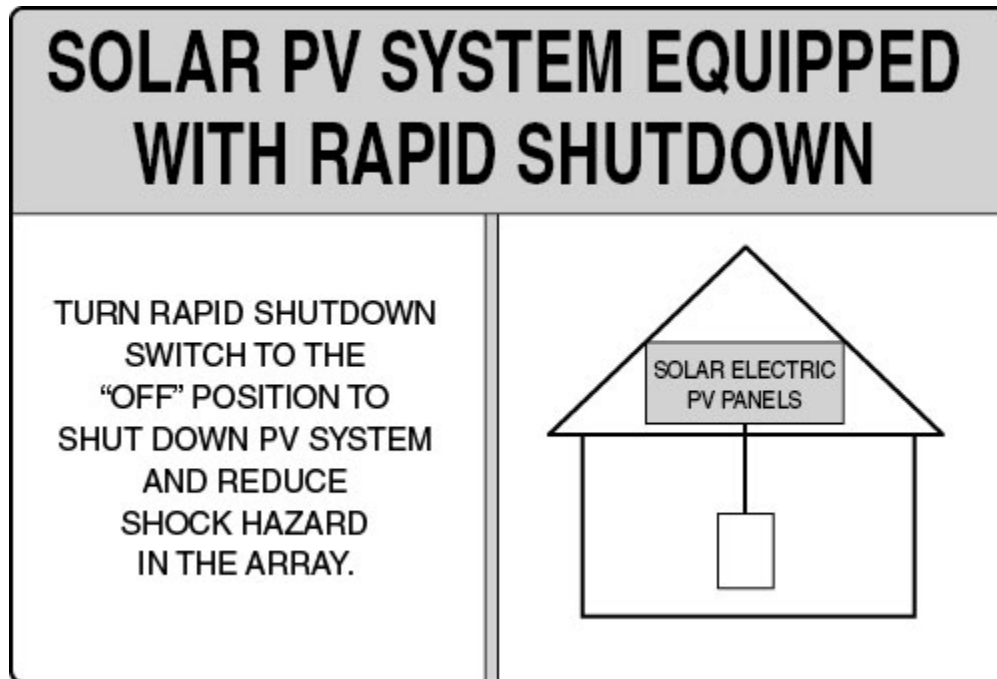 SOLAR PV SYSTEM EQUIPPED
WITH RAPID SHUTDOWN
TURN RAPID SHUTDOWN
SWITCH TO THE
“OFF” POSITION TO
SHUT DOWN PV SYSTEM
AND REDUCE
SHOCK HAZARD
IN THE ARRAY.
SOLAR ELECTRIC
PV PANELS